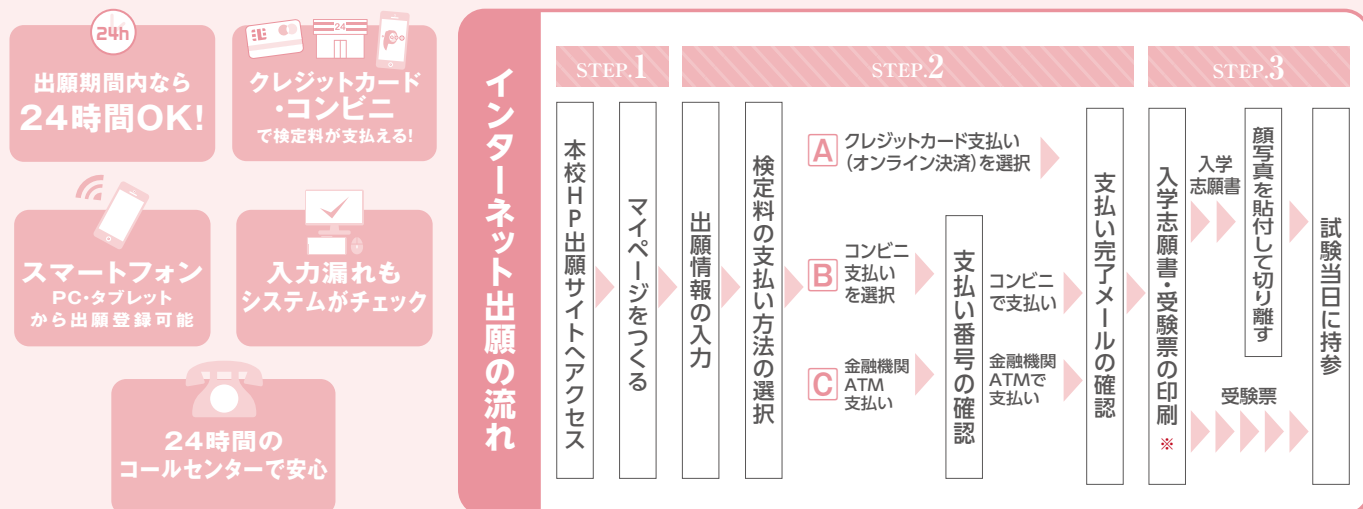 24h
出願期間内なら
24時間OK!
24
クレジットカード
・コンビニ
で検定料が支払える!
スマートフォン
PC・タブレット
から出願登録可能
入力漏れも
システムがチェック
24時間の
コールセンターで安心
インターネット出願の流れ
STEP.1
本校HP出願サイトへアクセス
マイページをつくる
STEP.2
出願情報の入力
検定料の支払い方法の選択
A
クレジットカード支払い
(オンライン決済)を選択
B
コンビニ
支払い
を選択
C
金融機関
ATM
支払い
支払い番号の確認
コンビニ
で支払い
金融機関
ATMで
支払い
支払い完了メールの確認
STEP.3
入学志願書・受験票の印刷
※
入学
志願書
顔写真を貼付して切り離す
受験票
試験当日に持参